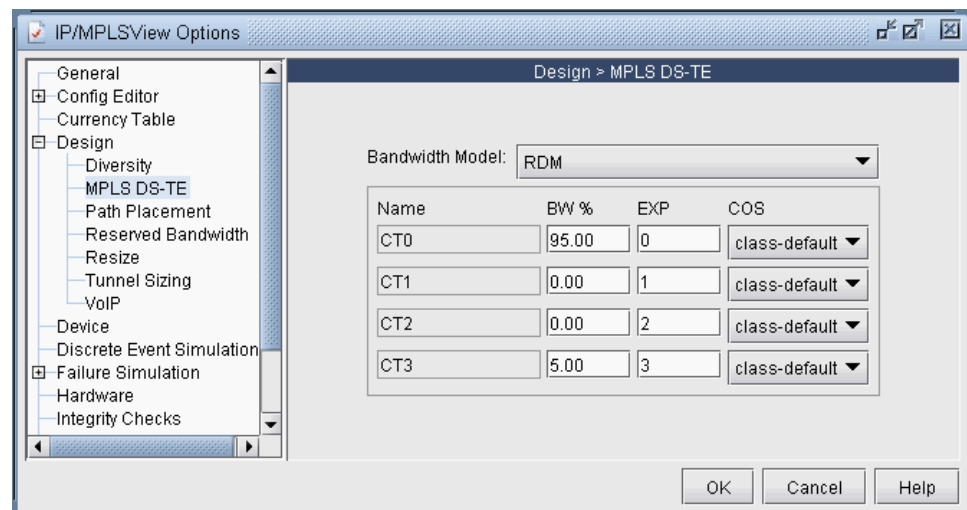 IP/MPLSView Options
General
Config Editor
Currency Table
Design
Diversity
MPLS DS-TE
Path Placement
Reserved Bandwidth
Resize
Tunnel Sizing
VoIP
Device
Discrete Event Simulation
Failure Simulation
Hardware
Integrity Checks
Design > MPLS DS-TE
Bandwidth Model: RDM
Name BW % EXP COS
CT0 95.00 0 class-default
CT1 0.00 1 class-default
CT2 0.00 2 class-default
CT3 5.00 3 class-default
OK Cancel Help